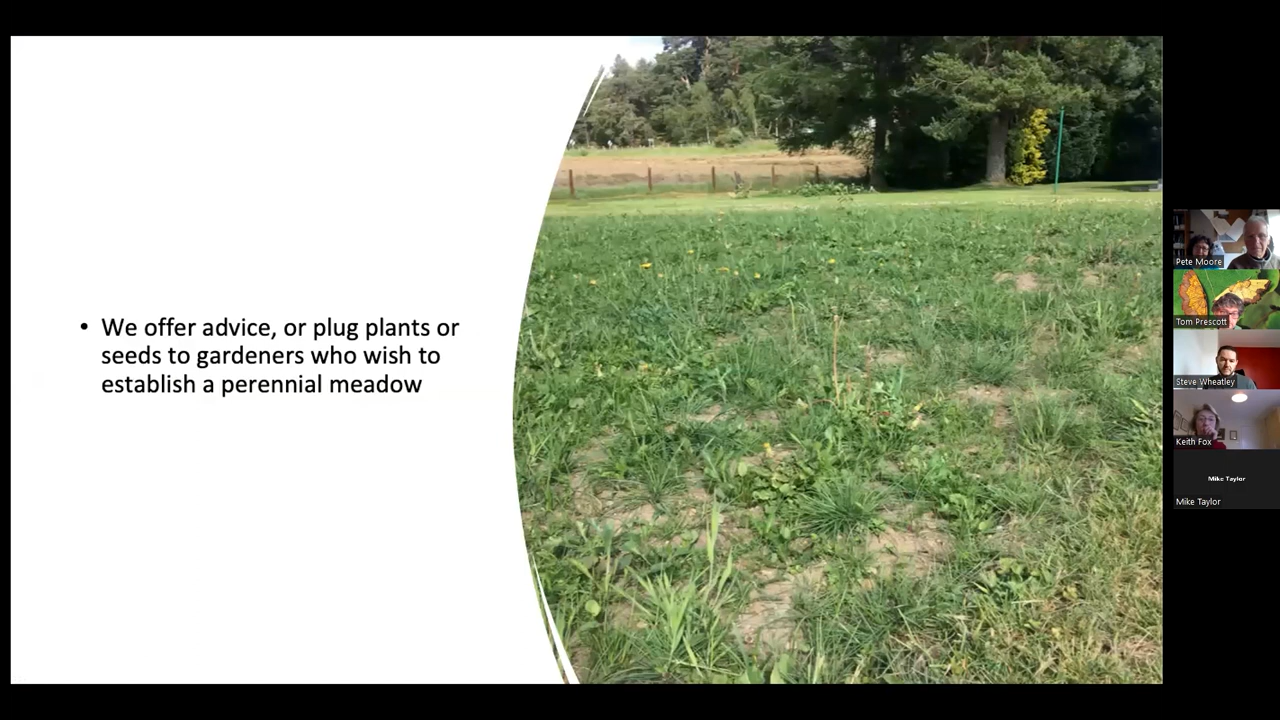 • We offer advice, or plug plants or
seeds to gardeners who wish to
establish a perennial meadow
Pete Moore
Tom Prescott
Steve Wheatley
Keith Fox
Mike Taylor
Mike Taylor